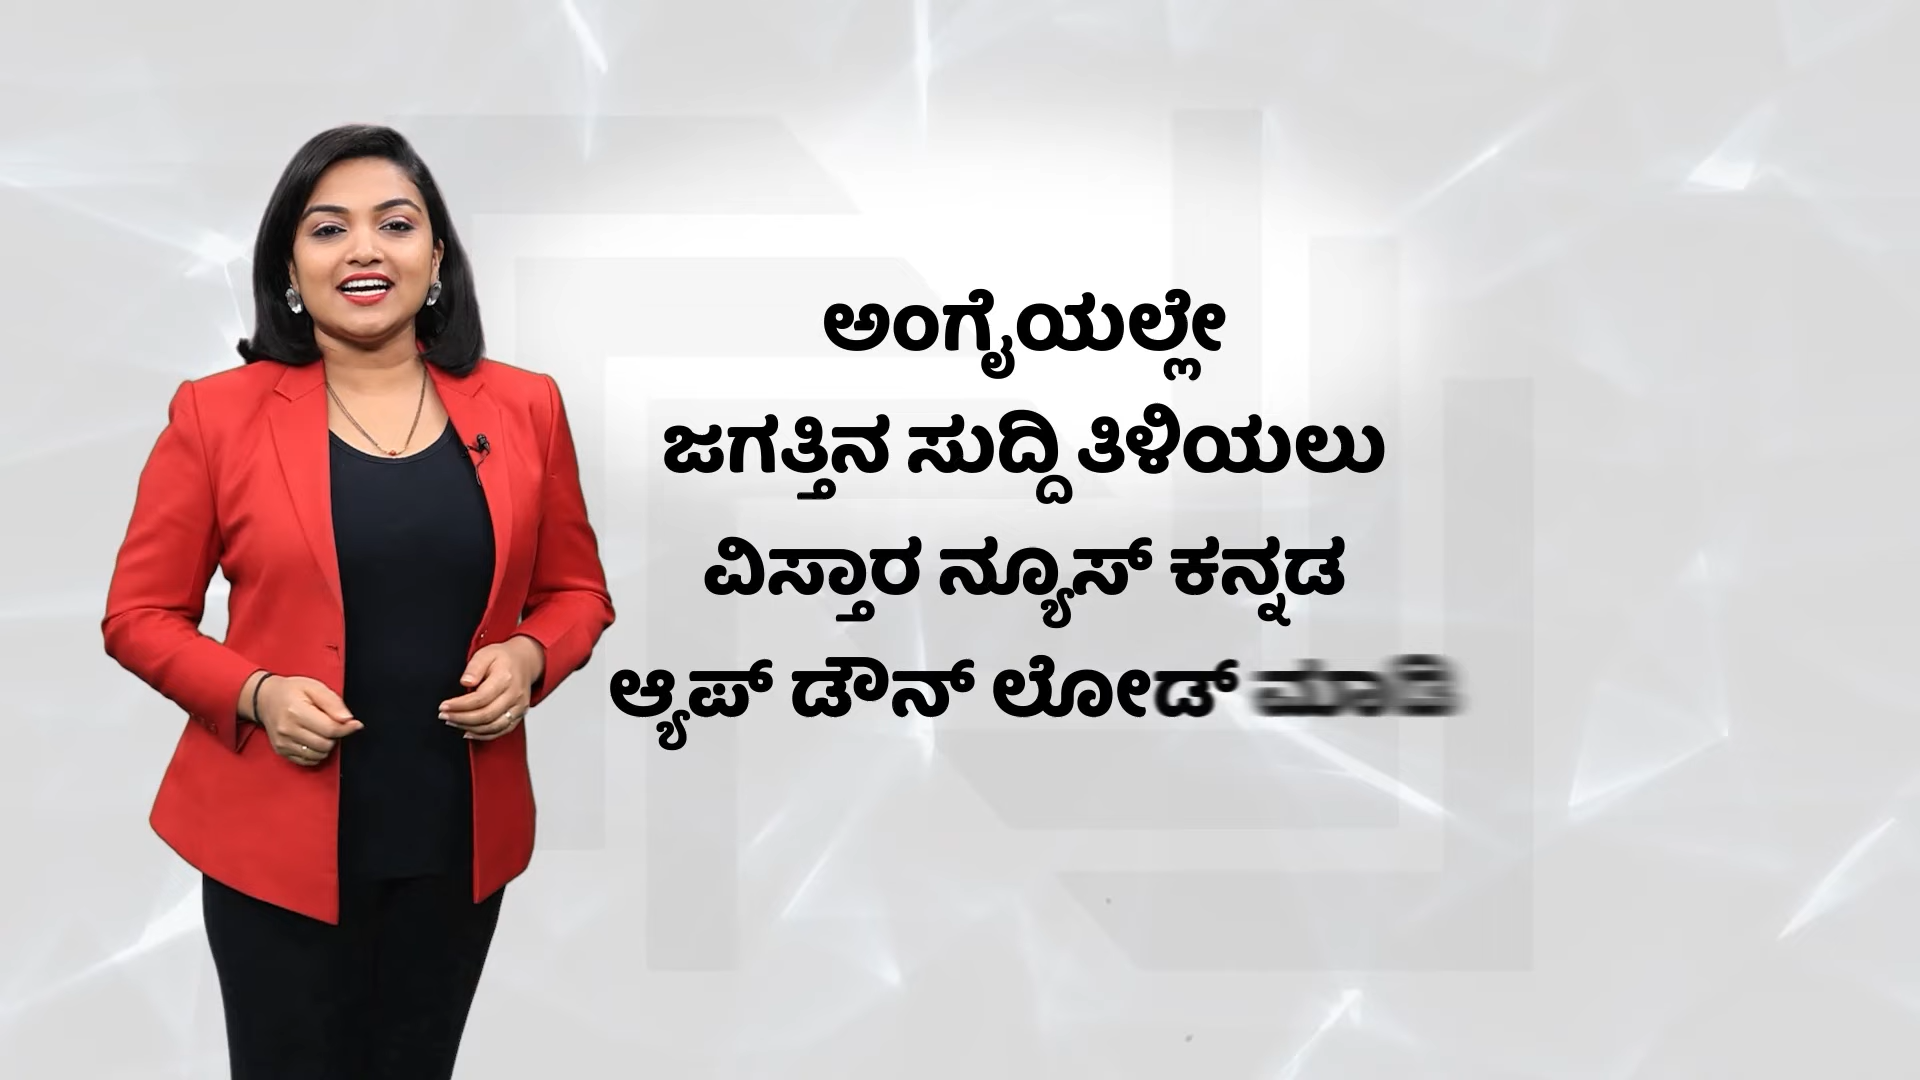 ಅಂಗೈಯಲ್ಲೇ
ಜಗತ್ತಿನ ಸುದ್ದಿ ತಿಳಿಯಲು
ವಿಸ್ತಾರ ನ್ಯೂಸ್ ಕನ್ನಡ
ಆ್ಯಪ್ ಡೌನ್ ಲೋಡ್ ಮಾಡಿ